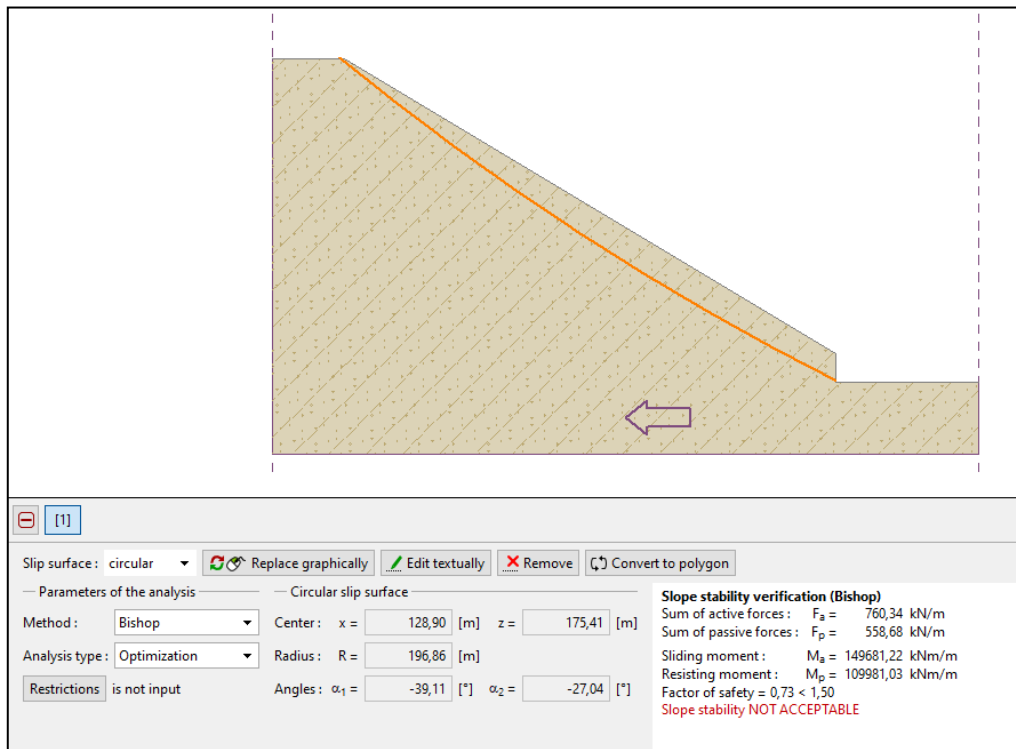 [1]
Slip surface : circular Replace graphically Edit textually Remove Convert to polygon
Parameters of the analysis
Method : Bishop
Analysis type : Optimization
Restrictions is not input
Circular slip surface
Center : x = 128,90 [m] z = 175,41 [m]
Radius : R = 196,86 [m]
Angles : α1 = -39,11 [°] α2 = -27,04 [°]
Slope stability verification (Bishop)
Sum of active forces : Fa = 760,34 kN/m
Sum of passive forces : Fp = 558,68 kN/m
Sliding moment : Ma = 149681,22 kNm/m
Resisting moment : Mp = 109981,03 kNm/m
Factor of safety = 0,73 < 1,50
Slope stability NOT ACCEPTABLE